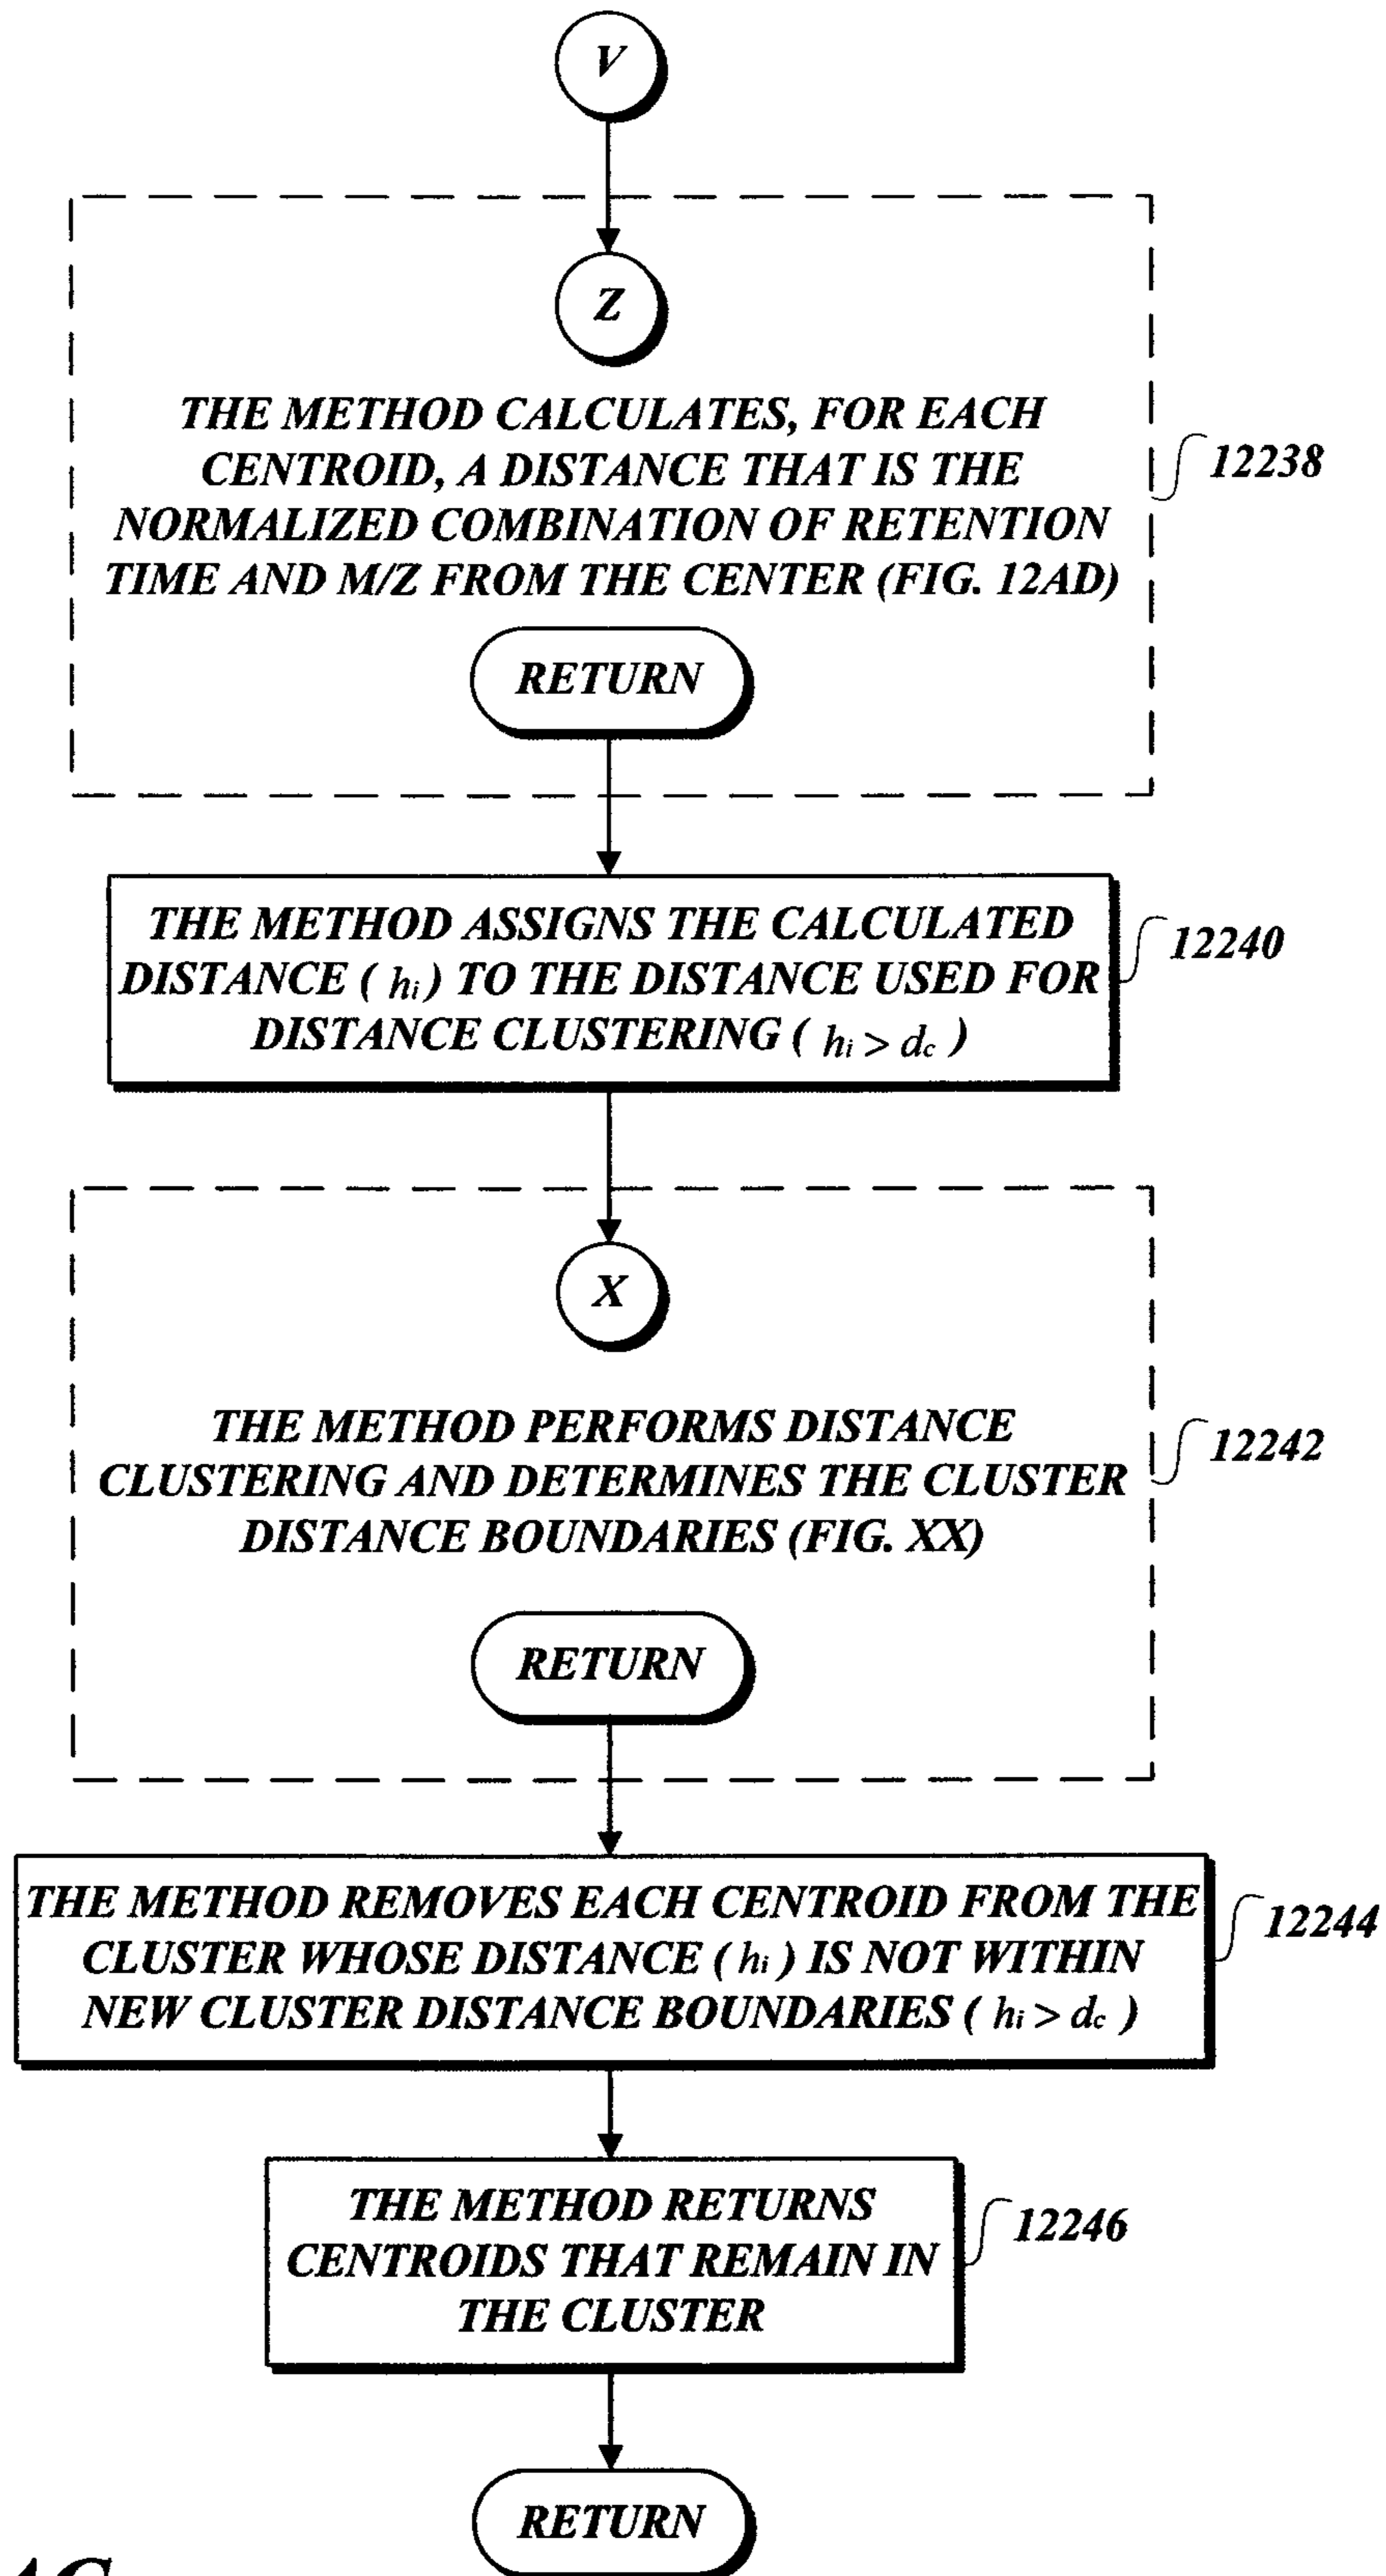 V
Z
THE METHOD CALCULATES, FOR EACH
CENTROID, A DISTANCE THAT IS THE
NORMALIZED COMBINATION OF RETENTION
TIME AND M/Z FROM THE CENTER (FIG. 12AD)
12238
RETURN
THE METHOD ASSIGNS THE CALCULATED
DISTANCE ( hi ) TO THE DISTANCE USED FOR
DISTANCE CLUSTERING ( hi > dc )
12240
X
THE METHOD PERFORMS DISTANCE
CLUSTERING AND DETERMINES THE CLUSTER
DISTANCE BOUNDARIES (FIG. XX)
12242
RETURN
THE METHOD REMOVES EACH CENTROID FROM THE
CLUSTER WHOSE DISTANCE ( hi ) IS NOT WITHIN
NEW CLUSTER DISTANCE BOUNDARIES ( hi > dc )
12244
THE METHOD RETURNS
CENTROIDS THAT REMAIN IN
THE CLUSTER
12246
RETURN